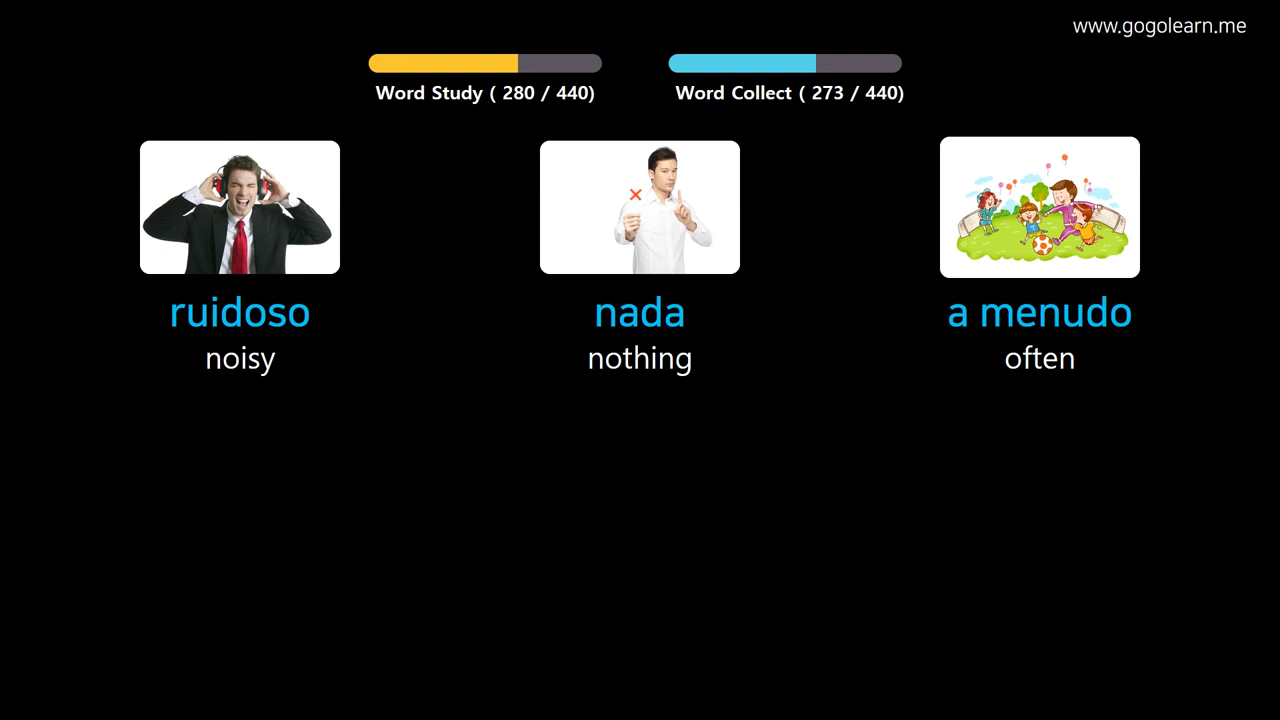 www.gogolearn.me
Word Study ( 280 / 440)
Word Collect ( 273 / 440)
ruidoso
noisy
nada
nothing
a menudo
often